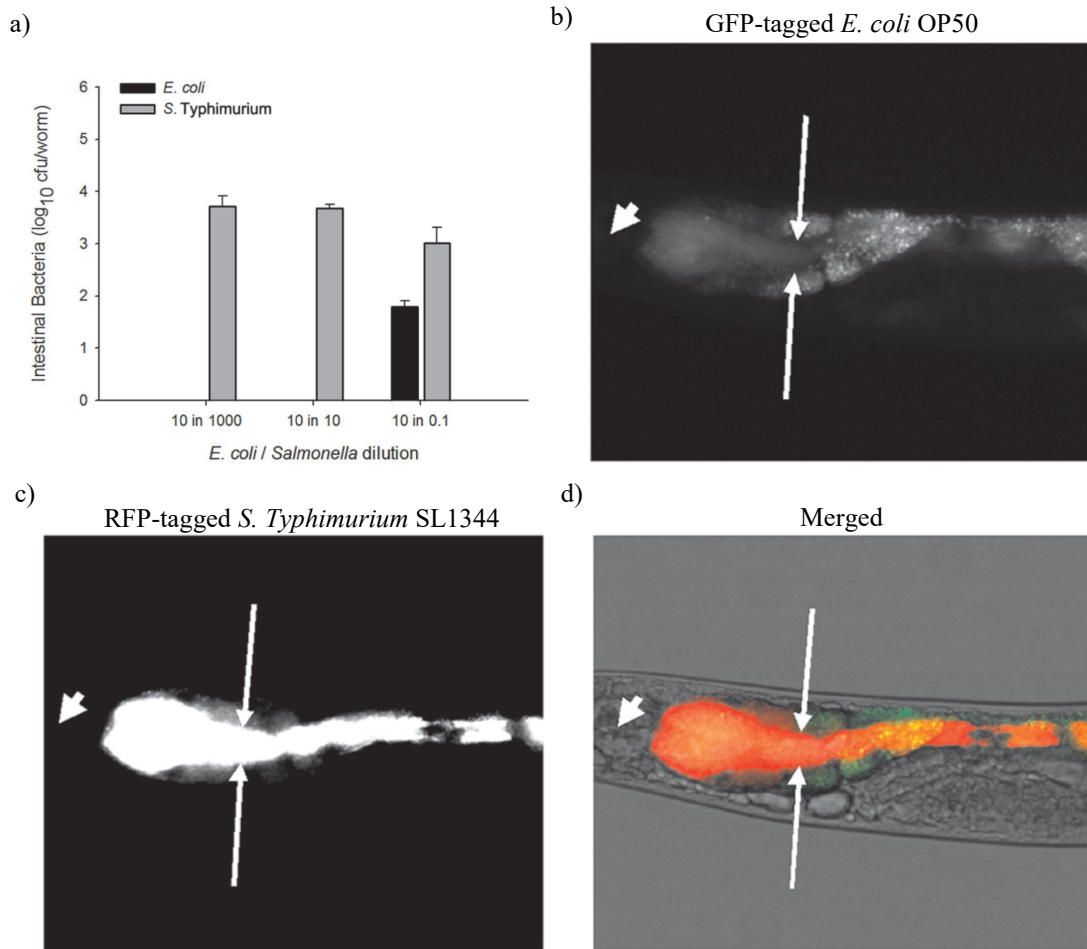 a)
6
5
4
3
2
1
0
Intestinal Bacteria (log10 cfu/worm)
E. coli
S. Typhimurium
10 in 1000
10 in 10
10 in 0.1
E. coli / Salmonella dilution
b)
GFP-tagged E. coli OP50
c)
RFP-tagged S. Typhimurium SL1344
d)
Merged